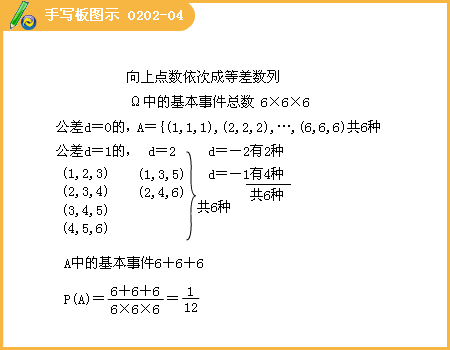 手写板图示 0202-04
向上点数依次成等差数列
Ω中的基本事件总数 6×6×6
公差d=0的，A={(1,1,1),(2,2,2),…,(6,6,6)共6种
公差d=1的， d=2 d=-2有2种
(1,2,3) (1,3,5) d=-1有4种
(2,3,4) (2,4,6) 共6种
(3,4,5) 共6种
(4,5,6)
A中的基本事件6+6+6
P(A)=6+6+6/6×6×6=1/12